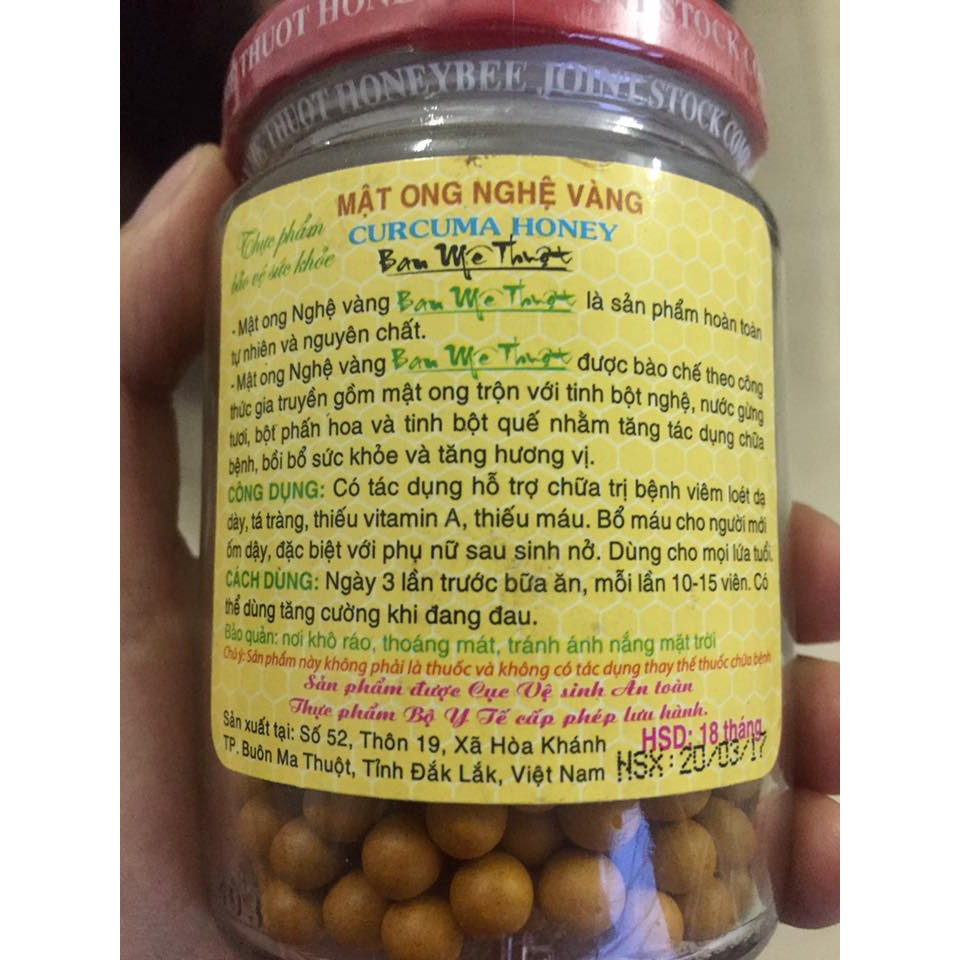 THUOT HONEY
STOCK CO
THUOT HONEYBEE JOINT STOCK COM
MẬT ONG NGHỆ VÀNG
Thực phẩm
bảo vệ sức khỏe
CURCUMA HONEY
Ban Mê Thuột
- Mật ong Nghệ vàng Ban Mê Thuột là sản phẩm hoàn toàn
tự nhiên và nguyên chất.
- Mật ong Nghệ vàng Ban Mê Thuột được bào chế theo công
thức gia truyền gồm mật ong trộn với tinh bột nghệ, nước gừng
tươi, bột phấn hoa và tinh bột quế nhằm tăng tác dụng chữa
bệnh, bồi bổ sức khỏe và tăng hương vị.
CÔNG DỤNG: Có tác dụng hỗ trợ chữa trị bệnh viêm loét dạ
dày, tá tràng, thiếu vitamin A, thiếu máu. Bổ máu cho người mới
ốm dậy, đặc biệt với phụ nữ sau sinh nở. Dùng cho mọi lứa tuổi.
CÁCH DÙNG: Ngày 3 lần trước bữa ăn, mỗi lần 10-15 viên. Có
thể dùng tăng cường khi đang đau.
Bảo quản: nơi khô ráo, thoáng mát, tránh ánh nắng mặt trời
Chú ý: Sản phẩm này không phải là thuốc và không có tác dụng thay thế thuốc chữa bệnh
Sản phẩm được Cục Vệ sinh An toàn
Thực phẩm Bộ Y Tế cấp phép lưu hành.
Sản xuất tại: Số 52, Thôn 19, Xã Hòa Khánh
HSD: 18 tháng
TP. Buôn Ma Thuột, Tỉnh Đắk Lắk, Việt Nam
NSX: 20/03/17